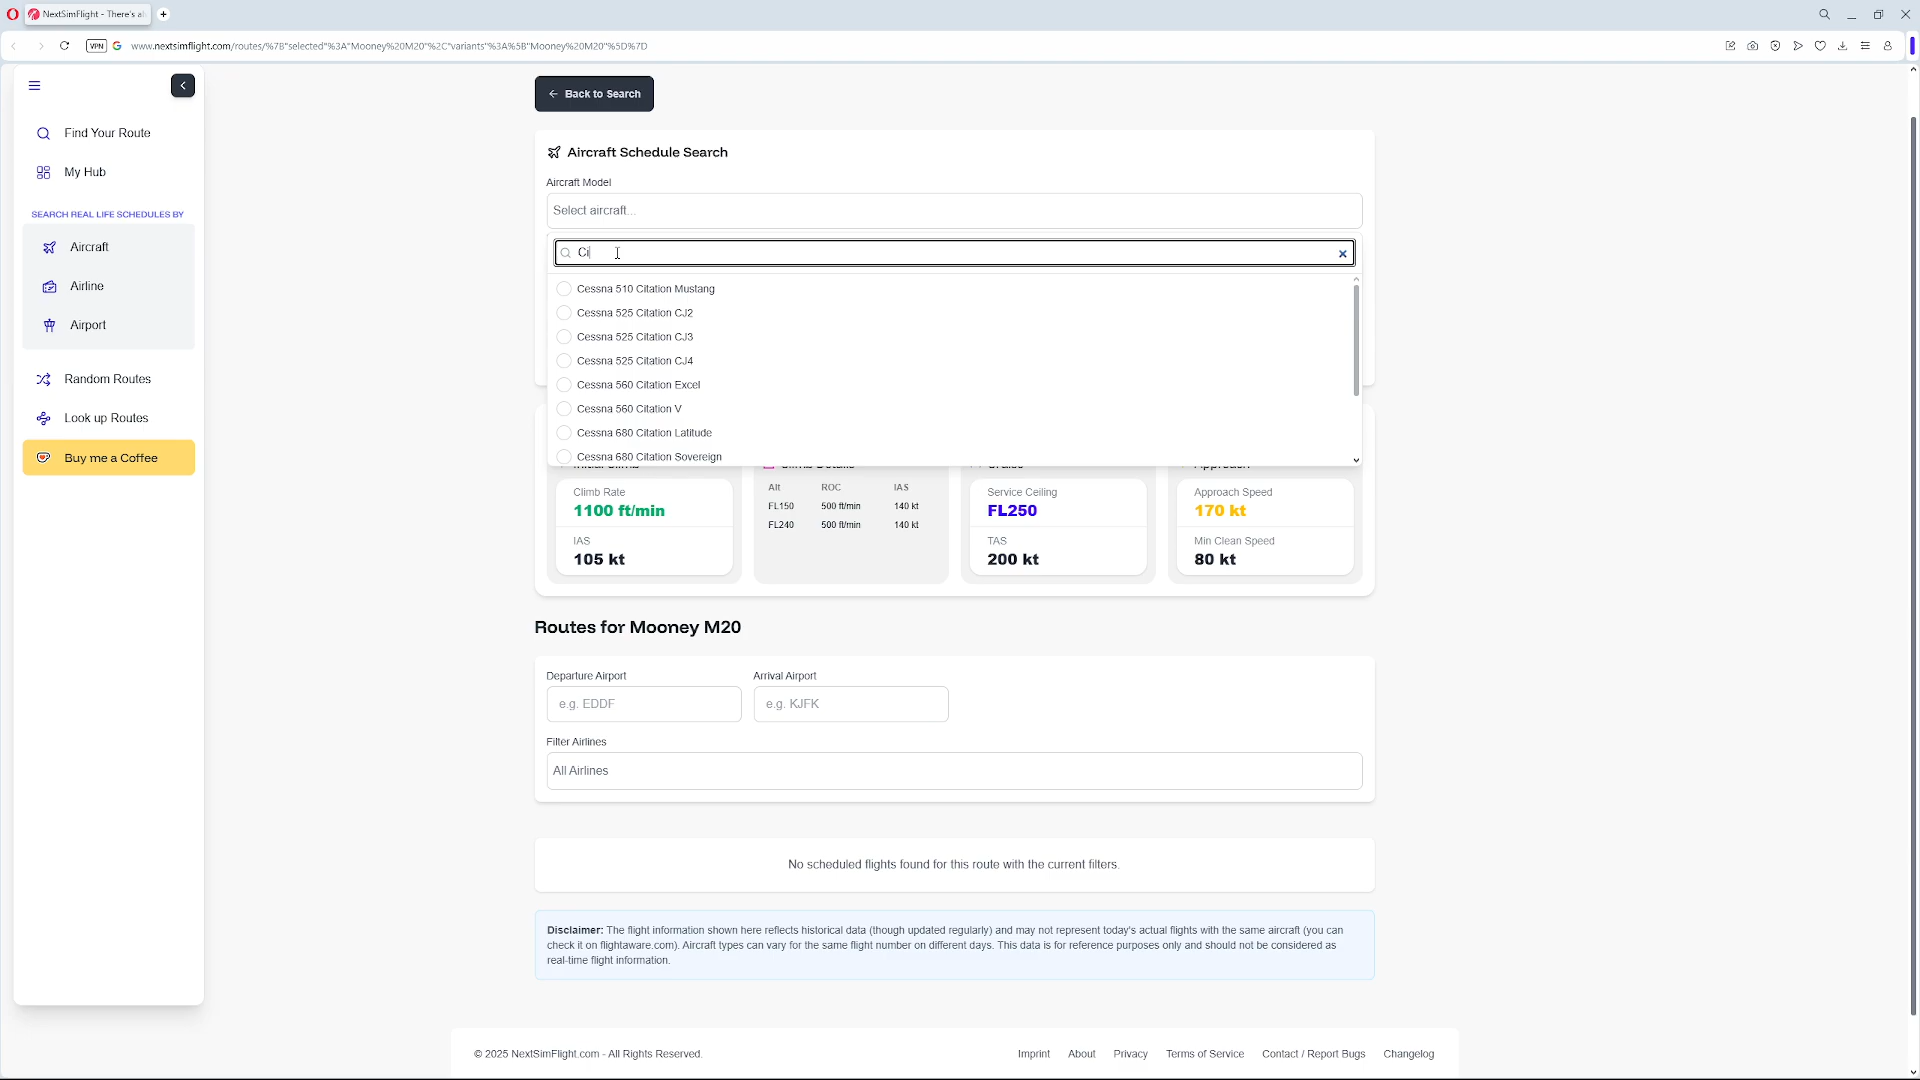 NextSimFlight - There's al
VPN
www.nextsimflight.com/routes/%7B"selected"%3A"Mooney%20M20"%2C"variants"%3A%5B"Mooney%20M20"%5D%7D
Find Your Route
My Hub
SEARCH REAL LIFE SCHEDULES BY
Aircraft
Airline
Airport
Random Routes
Look up Routes
Buy me a Coffee
← Back to Search
Aircraft Schedule Search
Aircraft Model
Select aircraft...
Ci
Cessna 510 Citation Mustang
Cessna 525 Citation CJ2
Cessna 525 Citation CJ3
Cessna 525 Citation CJ4
Cessna 560 Citation Excel
Cessna 560 Citation V
Cessna 680 Citation Latitude
Cessna 680 Citation Sovereign
Climb Rate
1100 ft/min
IAS
105 kt
Alt ROC IAS
FL150 500 ft/min 140 kt
FL240 500 ft/min 140 kt
Service Ceiling
FL250
TAS
200 kt
Approach Speed
170 kt
Min Clean Speed
80 kt
Routes for Mooney M20
Departure Airport
e.g. EDDF
Arrival Airport
e.g. KJFK
Filter Airlines
All Airlines
No scheduled flights found for this route with the current filters.
Disclaimer: The flight information shown here reflects historical data (though updated regularly) and may not represent today's actual flights with the same aircraft (you can
check it on flightaware.com). Aircraft types can vary for the same flight number on different days. This data is for reference purposes only and should not be considered as
real-time flight information.
© 2025 NextSimFlight.com - All Rights Reserved.
Imprint About Privacy Terms of Service Contact / Report Bugs Changelog